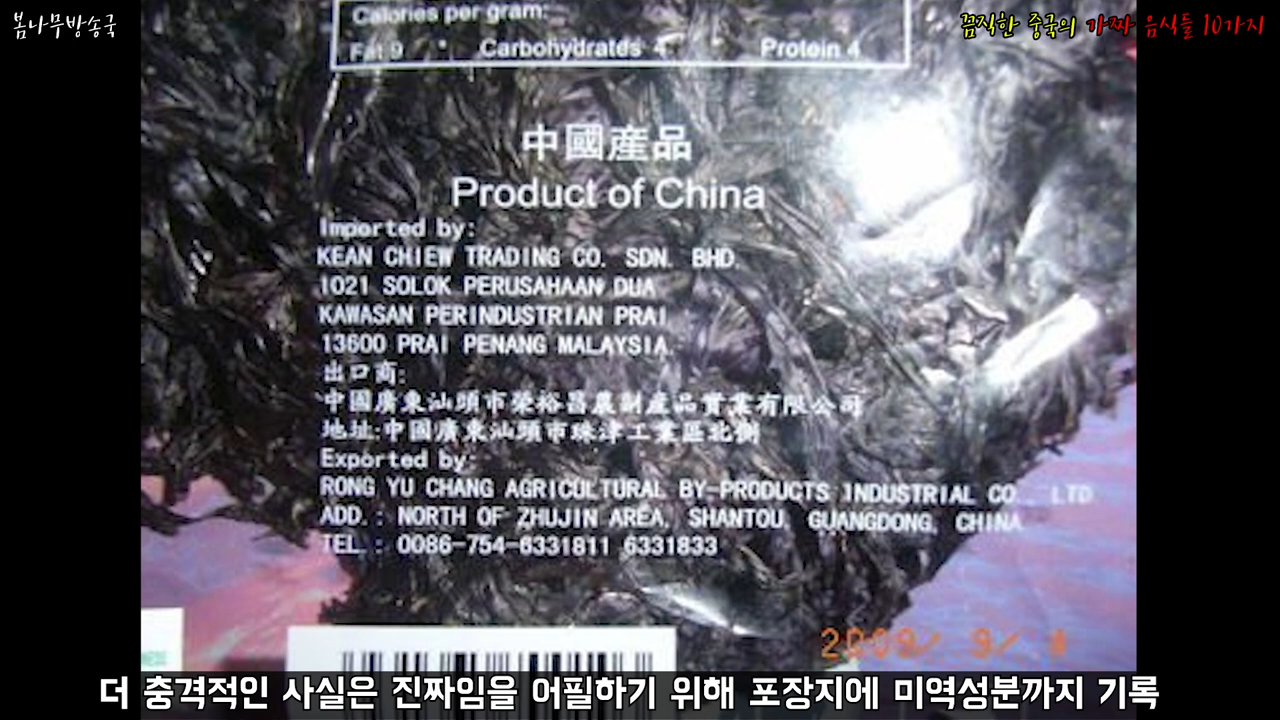 봄나무방송국
끔직한 중국의 가짜 음식들 10가지
Calories per gram:
Fat 9 • Carbohydrates 4 • Protein 4
中國產品
Product of China
Imported by:
KEAN CHIEW TRADING CO. SDN. BHD.
1021 SOLOK PERUSAHAAN DUA
KAWASAN PERINDUSTRIAN PRAI
13600 PRAI PENANG MALAYSIA.
出口商:
中國廣東汕頭市榮裕昌農副產品實業有限公司
地址:中國廣東汕頭市珠津工業區北側
Exported by:
RONG YU CHANG AGRICULTURAL BY-PRODUCTS INDUSTRIAL CO., LTD
ADD.: NORTH OF ZHUJIN AREA, SHANTOU, GUANGDONG, CHINA
TEL.: 0086-754-6331811 6331833
2009/ 9/
더 충격적인 사실은 진짜임을 어필하기 위해 포장지에 미역성분까지 기록